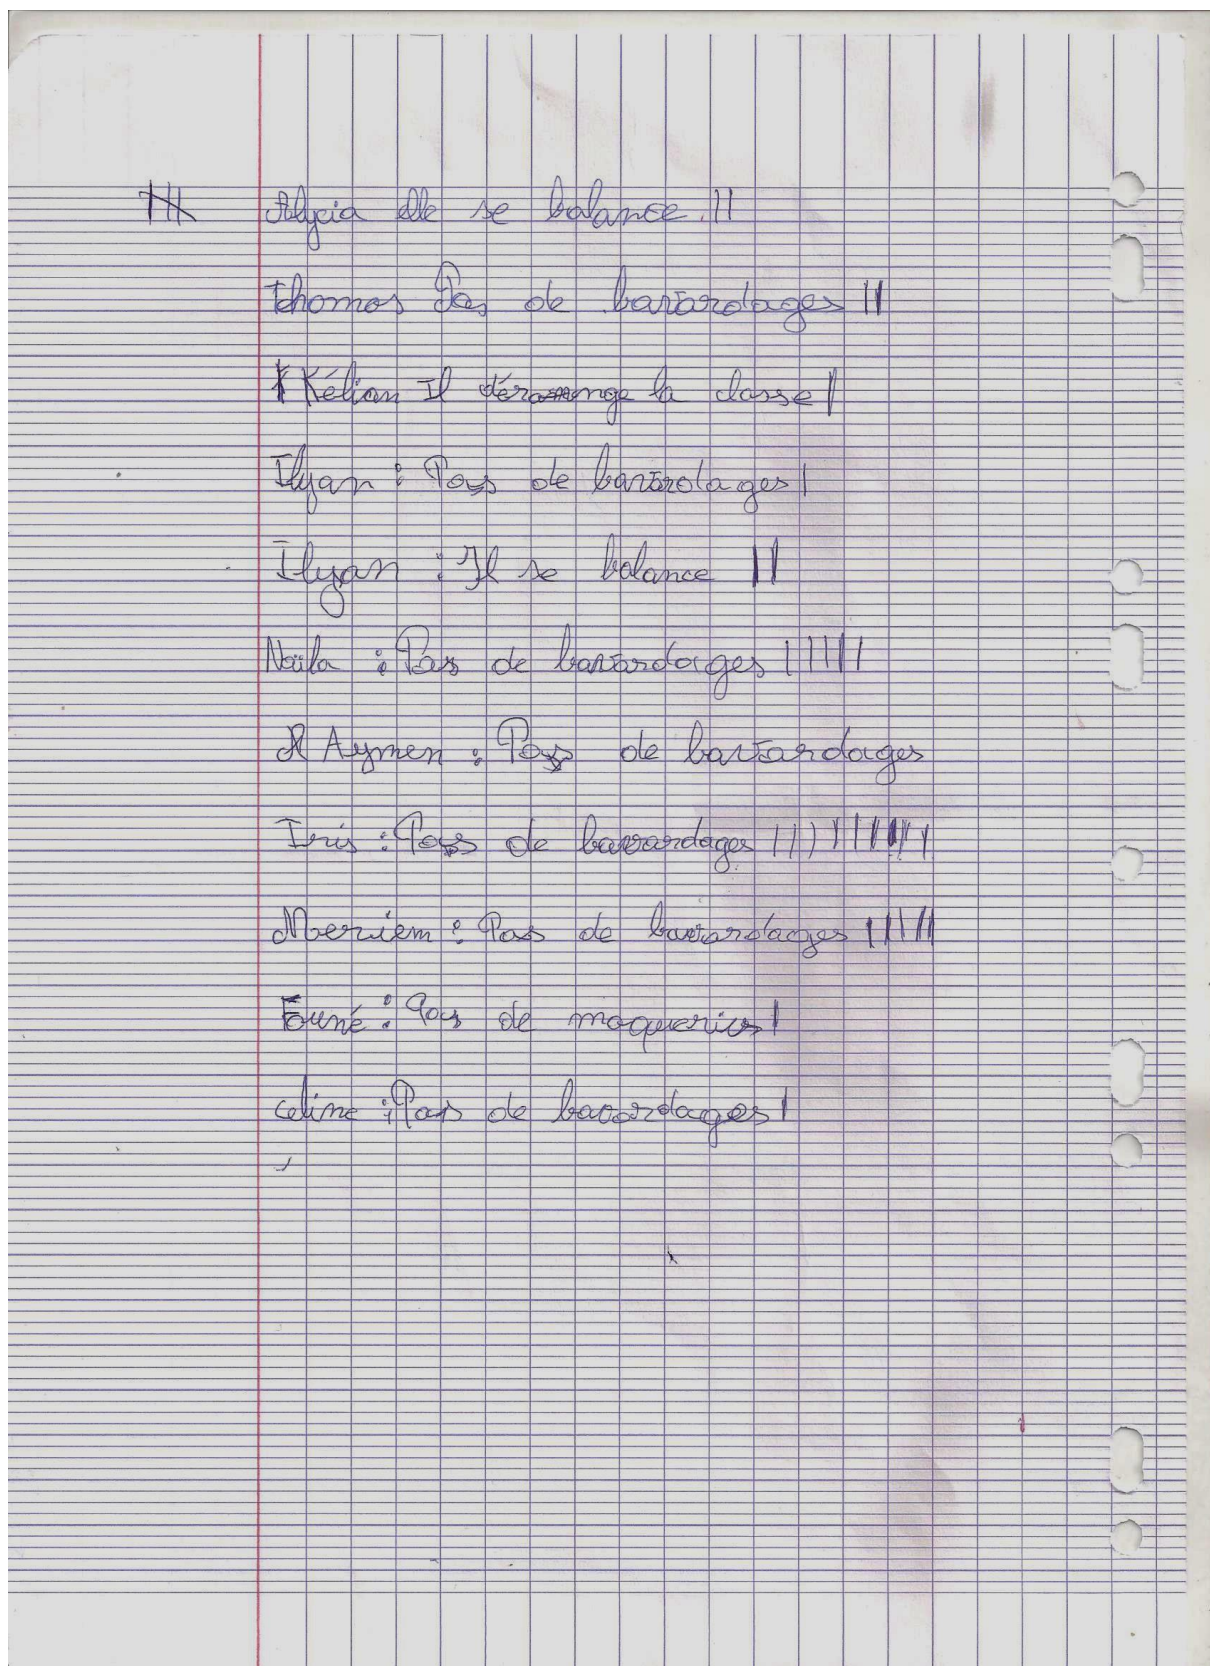 Alycia elle se balance. ||
Thomas Pas de bavardages ||
Kélian Il dérange la classe |
Ilyan : Pas de bavardages |
Ilyan : Il se balance ||
Naïla : Pas de bavardages |||||
Aymen : Pas de bavardages
Iris : Pas de bavardages ||||||||||
Meriem : Pas de bavardages |||||
Founé : Pas de moqueries |
celine : Pas de bavardages |